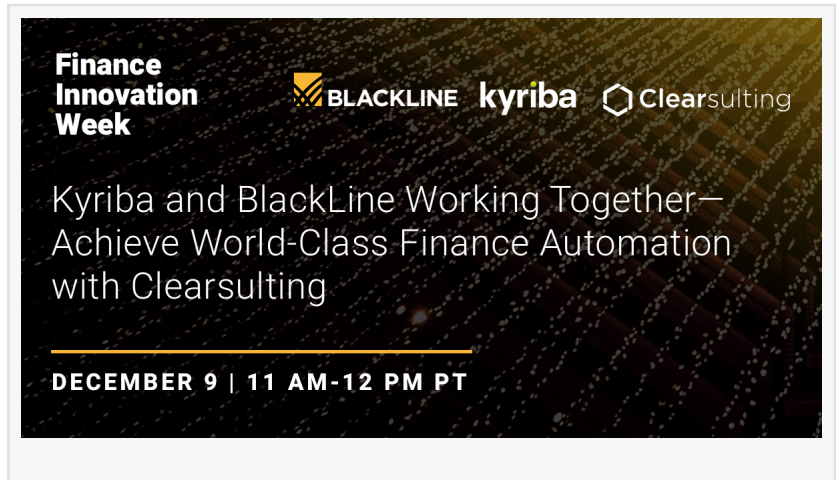 Finance
Innovation
Week
BLACKLINE kyriba Clearsulting
Kyriba and BlackLine Working Together—
Achieve World-Class Finance Automation
with Clearsulting
DECEMBER 9 | 11 AM-12 PM PT